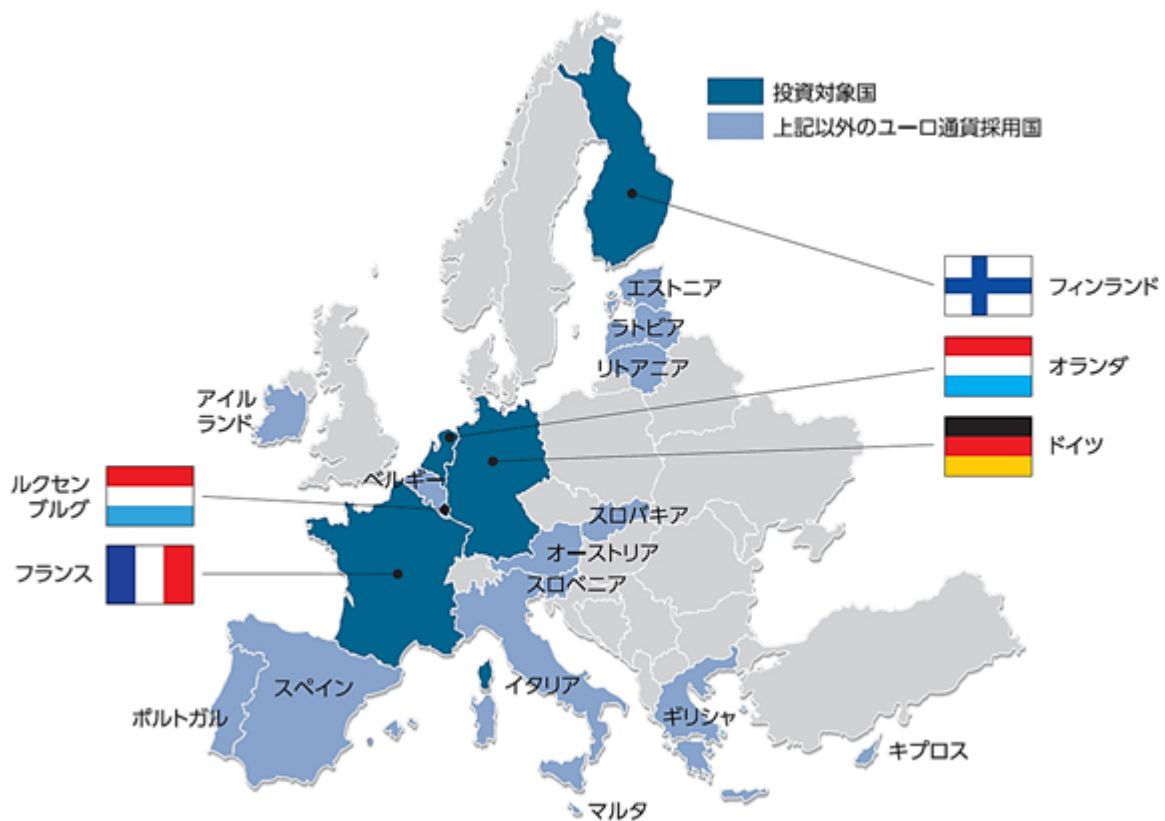 投資対象国
上記以外のユーロ通貨採用国
フィンランド
エストニア
ラトビア
リトアニア
オランダ
アイル
ランド
ドイツ
ベルギー
ルクセン
ブルグ
スロバキア
オーストリア
フランス
スロベニア
スペイン
イタリア
ポルトガル
ギリシャ
キプロス
マルタ